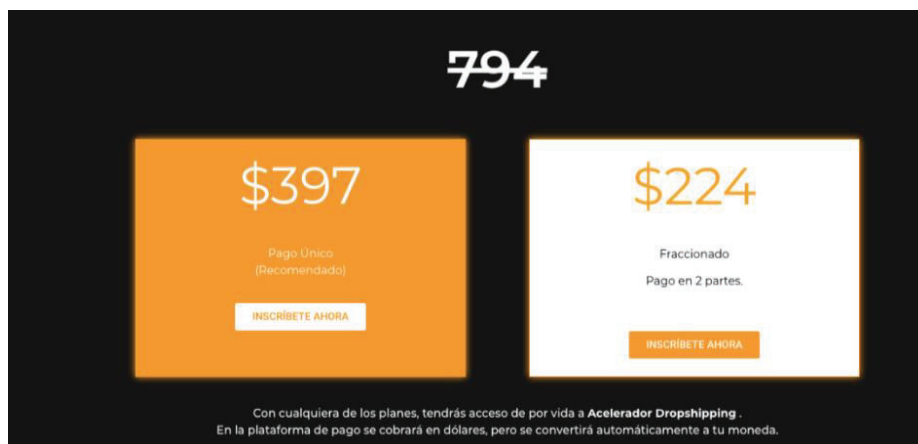 794
$397
Pago Único
(Recomendado)
INSCRÍBETE AHORA
$224
Fraccionado
Pago en 2 partes.
INSCRÍBETE AHORA
Con cualquiera de los planes, tendrás acceso de por vida a Acelerador Dropshipping .
En la plataforma de pago se cobrará en dólares, pero se convertirá automáticamente a tu moneda.